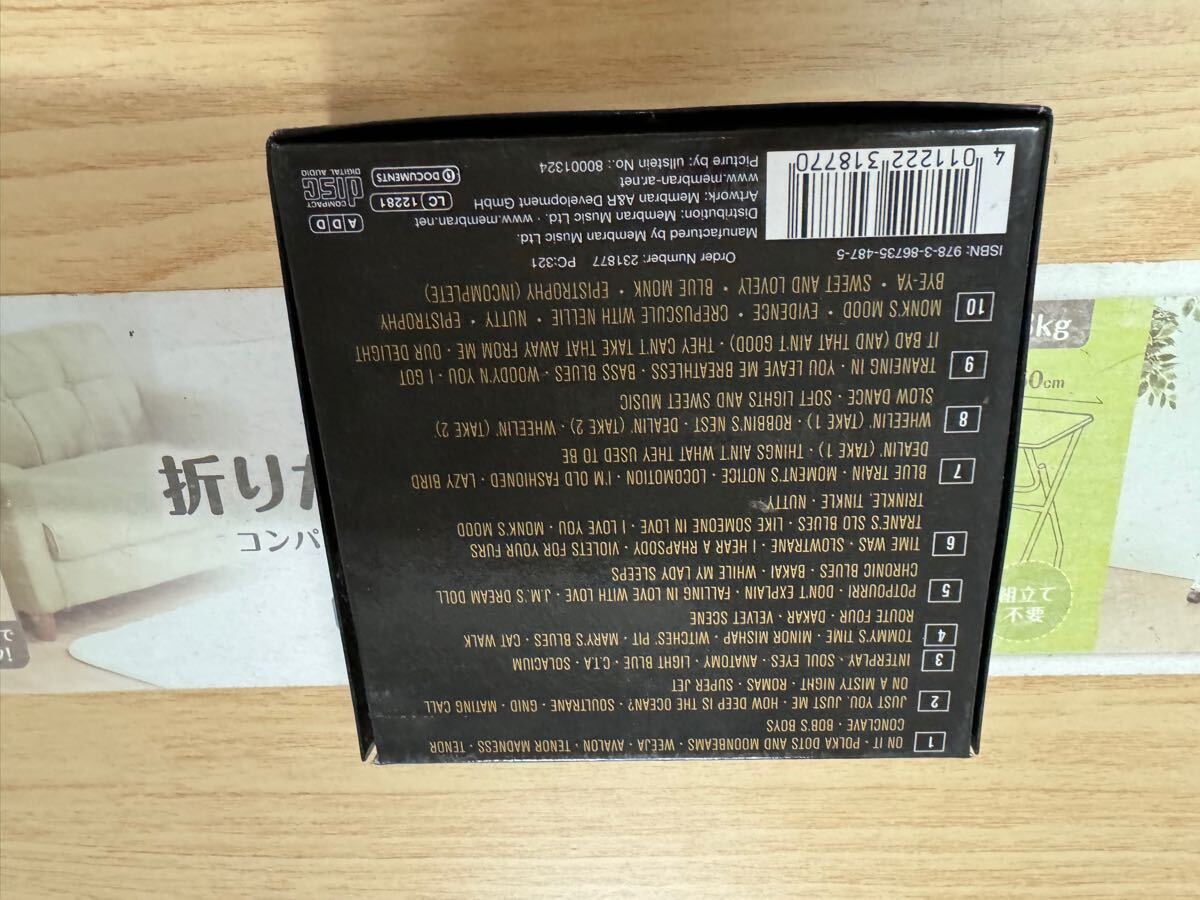 1 ON IT · POLKA DOTS AND MOONBEAMS · WEEJA · AVALON · TENOR MADNESS · TENOR
CONCLAVE · BOB'S BOYS
2 JUST YOU, JUST ME · HOW DEEP IS THE OCEAN? · SOULTRANE · GNID · MATING CALL
ON A MISTY NIGHT · ROMAS · SUPER JET
3 INTERPLAY · SOUL EYES · ANATOMY · LIGHT BLUE · C.T.A · SOLACIUM
4 TOMMY'S TIME · MINOR MISHAP · WITCHES' PIT · MARY'S BLUES · CAT WALK
ROUTE FOUR · DAKAR · VELVET SCENE
5 POTPOURRI · DON'T EXPLAIN · FALLING IN LOVE WITH LOVE · J.M.'S DREAM DOLL
CHRONIC BLUES · BAKAI · WHILE MY LADY SLEEPS
6 TIME WAS · SLOWTRANE · I HEAR A RHAPSODY · VIOLETS FOR YOUR FURS
TRANE'S SLO BLUES · LIKE SOMEONE IN LOVE · I LOVE YOU · MONK'S MOOD
TRINKLE, TINKLE · NUTTY
7 BLUE TRAIN · MOMENT'S NOTICE · LOCOMOTION · I'M OLD FASHIONED · LAZY BIRD
DEALIN' (TAKE 1) · THINGS AIN'T WHAT THEY USED TO BE
8 WHEELIN' (TAKE 1) · ROBBIN'S NEST · DEALIN' (TAKE 2) · WHEELIN' (TAKE 2)
SLOW DANCE · SOFT LIGHTS AND SWEET MUSIC
9 TRANEING IN · YOU LEAVE ME BREATHLESS · BASS BLUES · WOODY'N YOU · I GOT
IT BAD (AND THAT AIN'T GOOD) · THEY CAN'T TAKE THAT AWAY FROM ME · OUR DELIGHT
10 MONK'S MOOD · EVIDENCE · CREPUSCULE WITH NELLIE · NUTTY · EPISTROPHY
BYE-YA · SWEET AND LOVELY · BLUE MONK · EPISTROPHY (INCOMPLETE)
ISBN: 978-3-86735-487-5
4 011222 318770
Order Number: 231877 PC:321
Manufactured by Membran Music Ltd.
Distribution: Membran Music Ltd. · www.membran.net
Artwork: Membran A&R Development GmbH
www.membran-ar.net
Picture by: ullstein No.: 80001324
A D D
LC 12281
DOCUMENTS
COMPACT
disc
DIGITAL AUDIO
折りた
コンパ
kg
組立て
不要